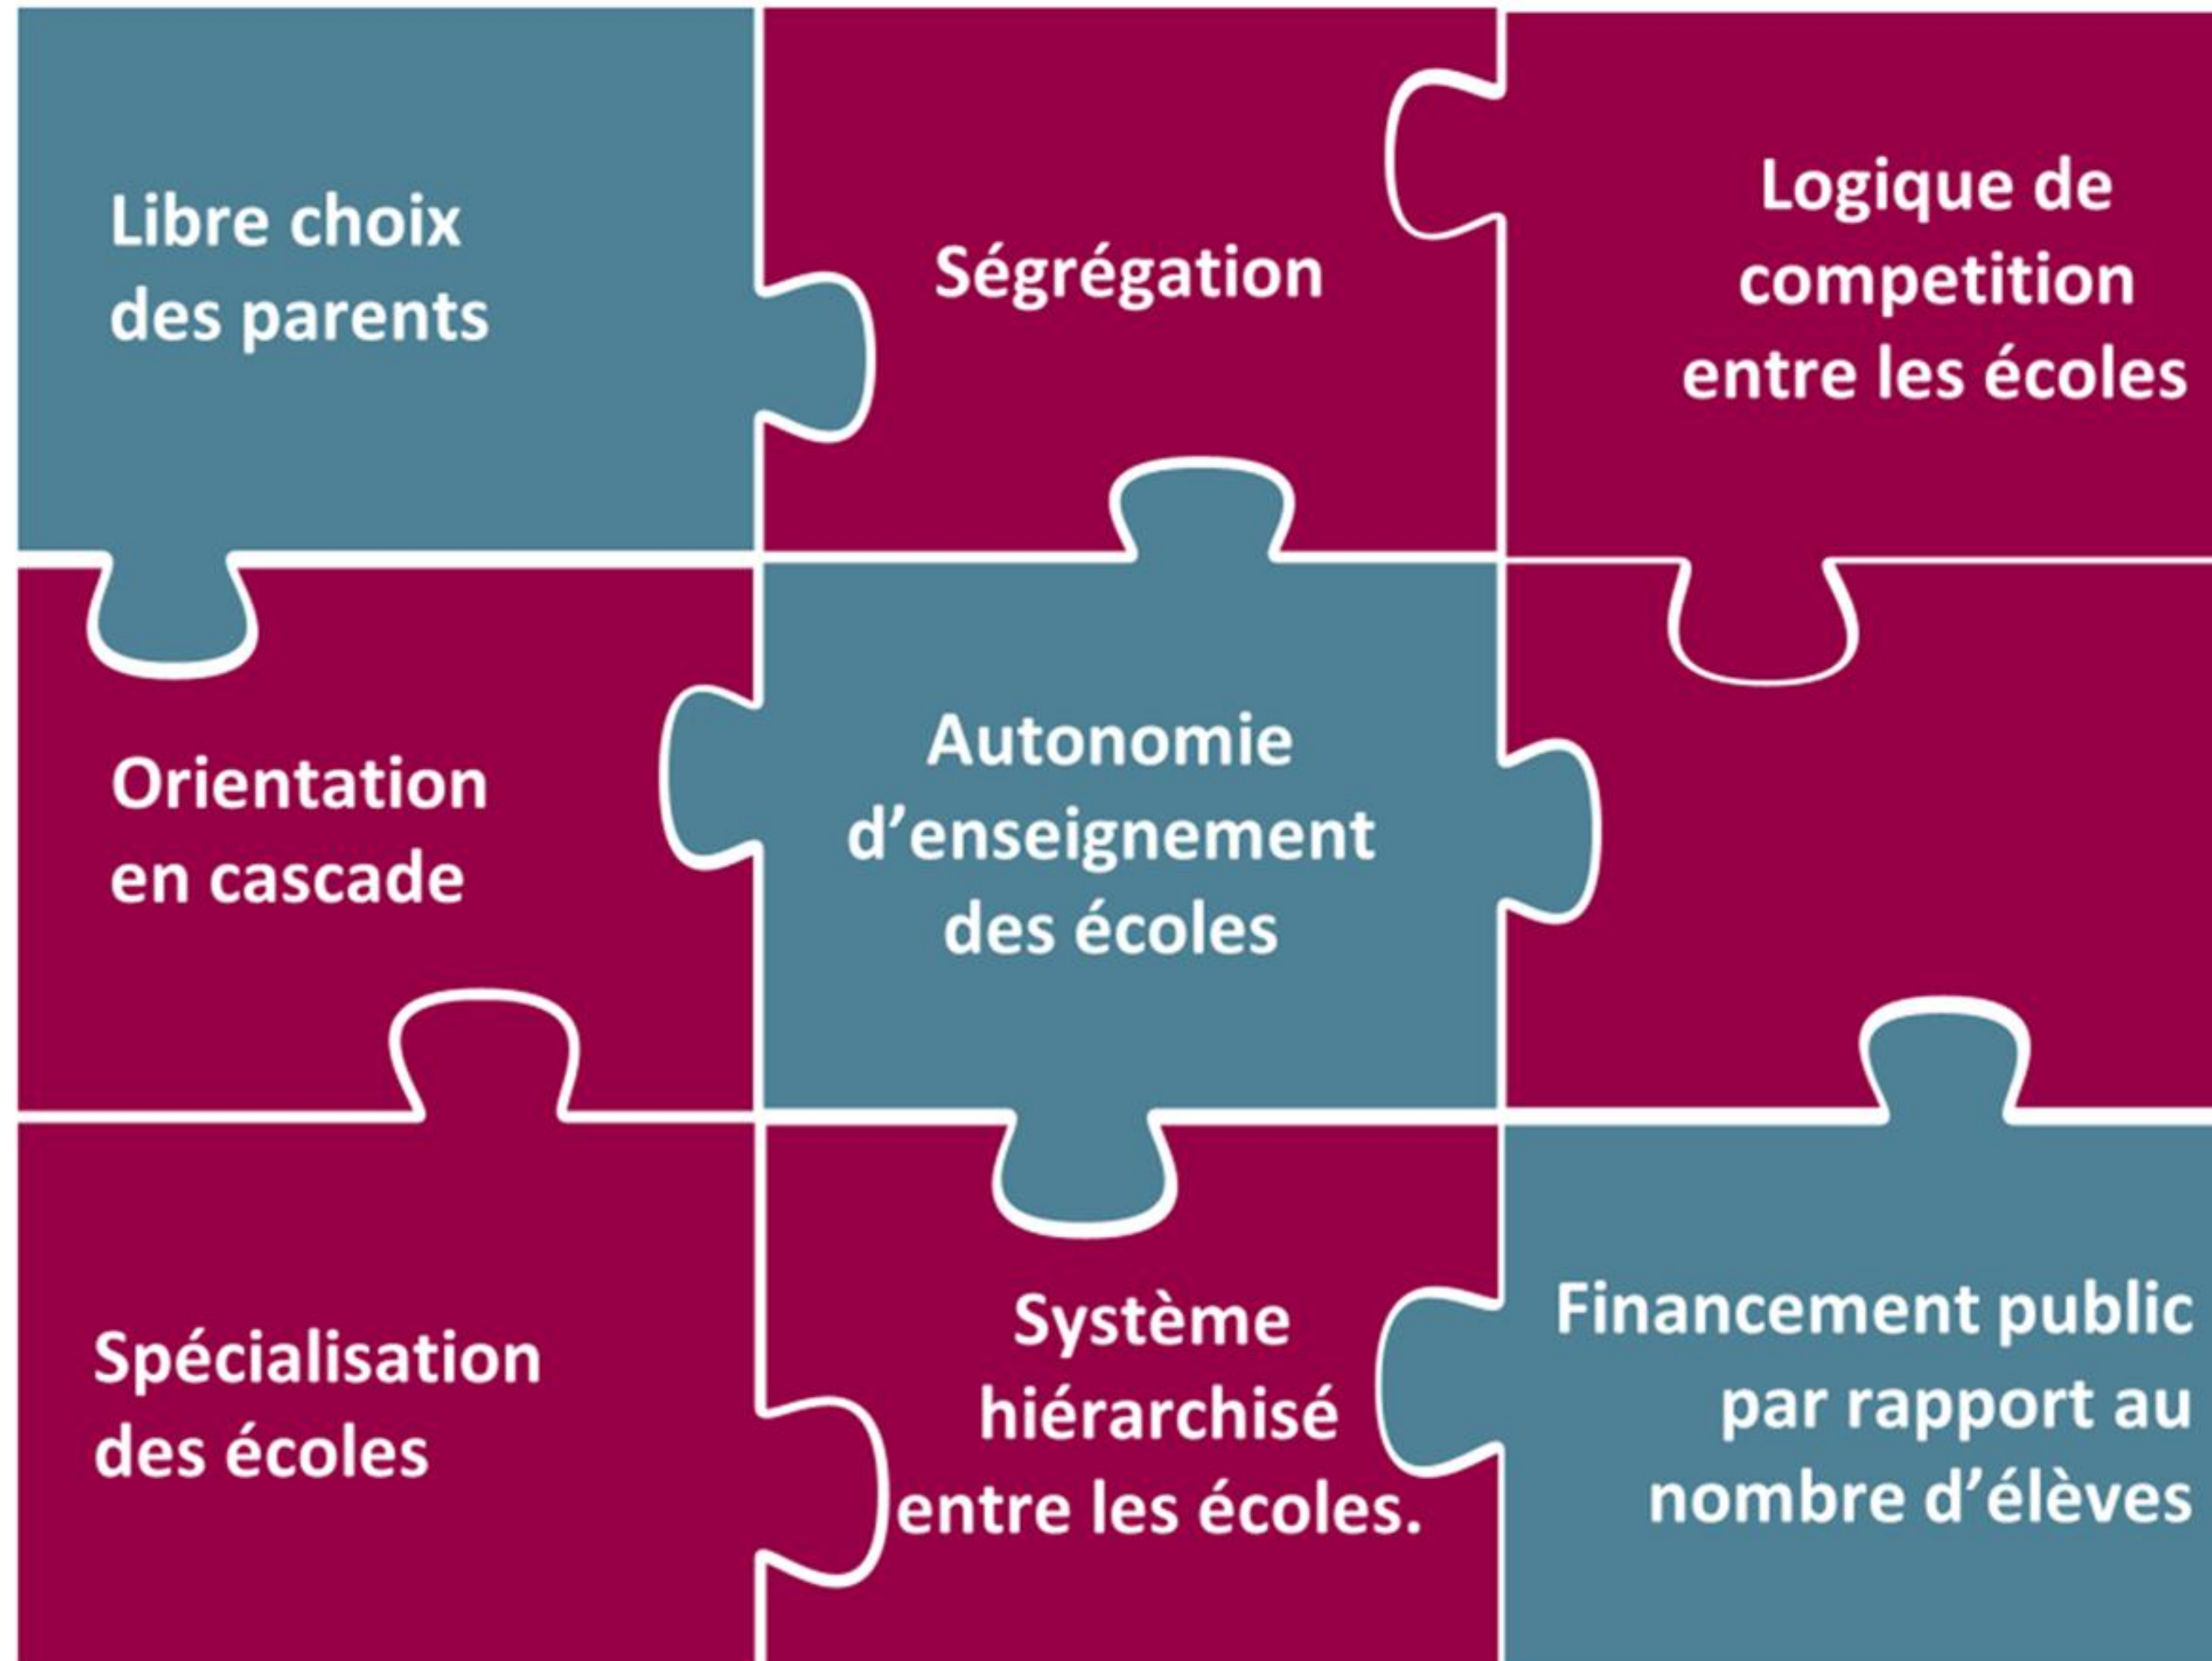 Libre choix
des parents
Ségrégation
Logique de
competition
entre les écoles
Orientation
en cascade
Autonomie
d’enseignement
des écoles
Spécialisation
des écoles
Système
hiérarchisé
entre les écoles.
Financement public
par rapport au
nombre d’élèves